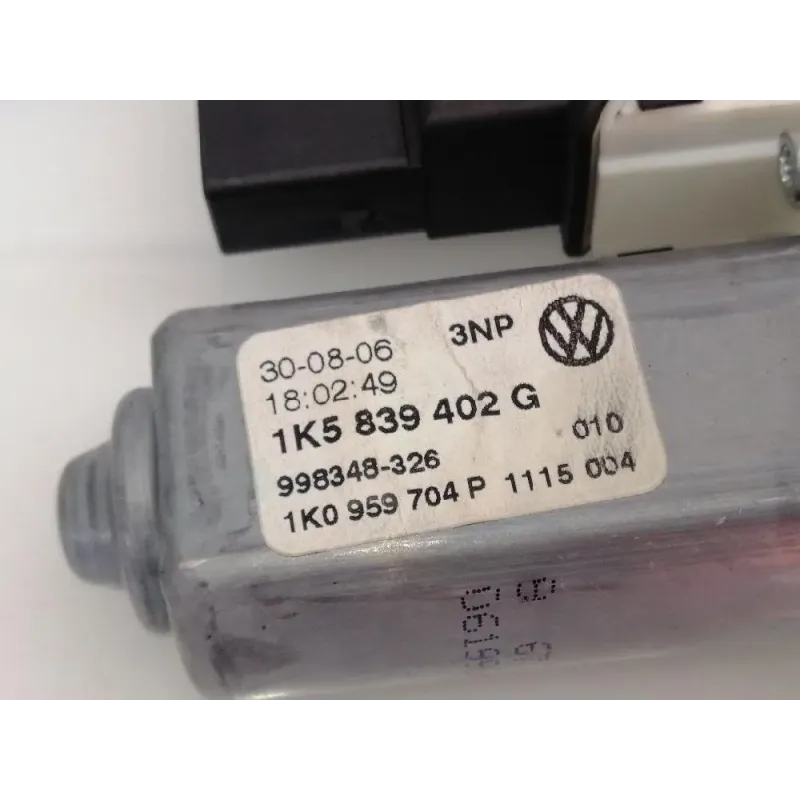 30-08-06 3NP
18:02:49
1K5 839 402 G
998348-326 010
1K0 959 704 P 1115 004